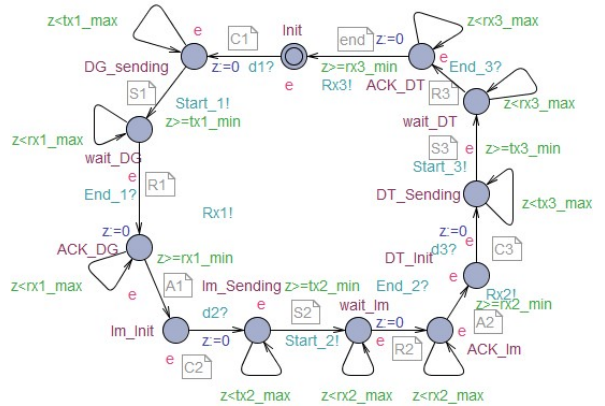 z<tx1_max
e
C1
Init
end
z:=0
z<rx3_max
DG_sending
z:=0
d1?
e
z>=rx3_min
Rx3!
ACK_DT
e
End_3?
S1
Start_1!
z>=tx1_min
R3
z<rx3_max
wait_DT
z<rx1_max
wait_DG
e
End_1?
R1
S3
e
z>=tx3_min
Start_3!
DT_Sending
Rx1!
z:=0
ACK_DG
z>=rx1_min
z<rx1_max
e
A1
z<tx3_max
z:=0
e
DT_Init
d3?
C3
Im_Sending
z>=tx2_min
End_2?
e
Rx2!
z>=rx2_min
e
wait_Im
d2?
S2
z:=0
A2
e
Im_Init
z:=0
Start_2!
e
R2
ACK_Im
e
C2
z<tx2_max
z<rx2_max
z<rx2_max